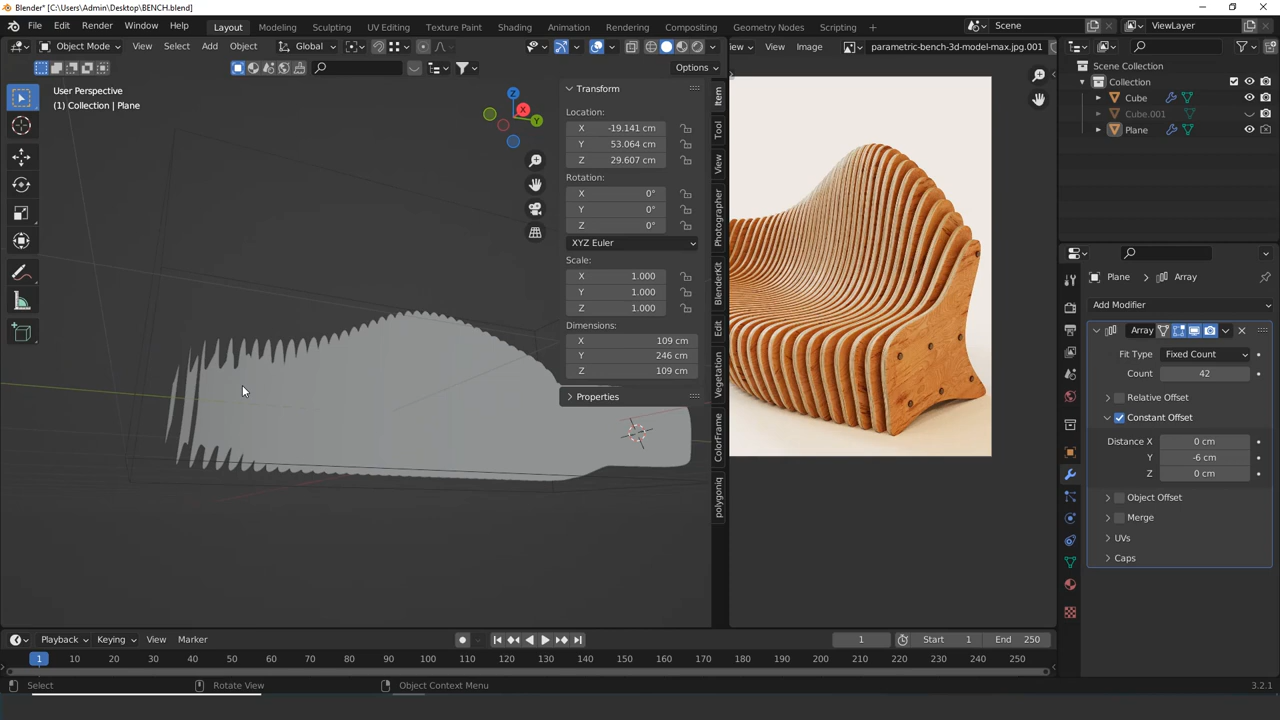 Blender* [C:\Users\Admin\Desktop\BENCH.blend]
File Edit Render Window Help Layout Modeling Sculpting UV Editing Texture Paint Shading Animation Rendering Compositing Geometry Nodes Scripting Scene ViewLayer
Object Mode View Select Add Object Global View Image parametric-bench-3d-model-max.jpg.001
Options
User Perspective
(1) Collection | Plane
X
Y
Z
Transform
Location:
X -19.141 cm
Y 53.064 cm
Z 29.607 cm
Rotation:
X 0°
Y 0°
Z 0°
XYZ Euler
Scale:
X 1.000
Y 1.000
Z 1.000
Dimensions:
X 109 cm
Y 246 cm
Z 109 cm
Properties
Item
Tool
View
Photographer
BlenderKit
Edit
Vegetation
ColorFrame
polygoniq
Scene Collection
Collection
Cube
Cube.001
Plane
Plane Array
Add Modifier
Array
Fit Type Fixed Count
Count 42
Relative Offset
Constant Offset
Distance X 0 cm
Y -6 cm
Z 0 cm
Object Offset
Merge
UVs
Caps
Playback Keying View Marker 1 Start 1 End 250
1 10 20 30 40 50 60 70 80 90 100 110 120 130 140 150 160 170 180 190 200 210 220 230 240 250
Select Rotate View Object Context Menu 3.2.1